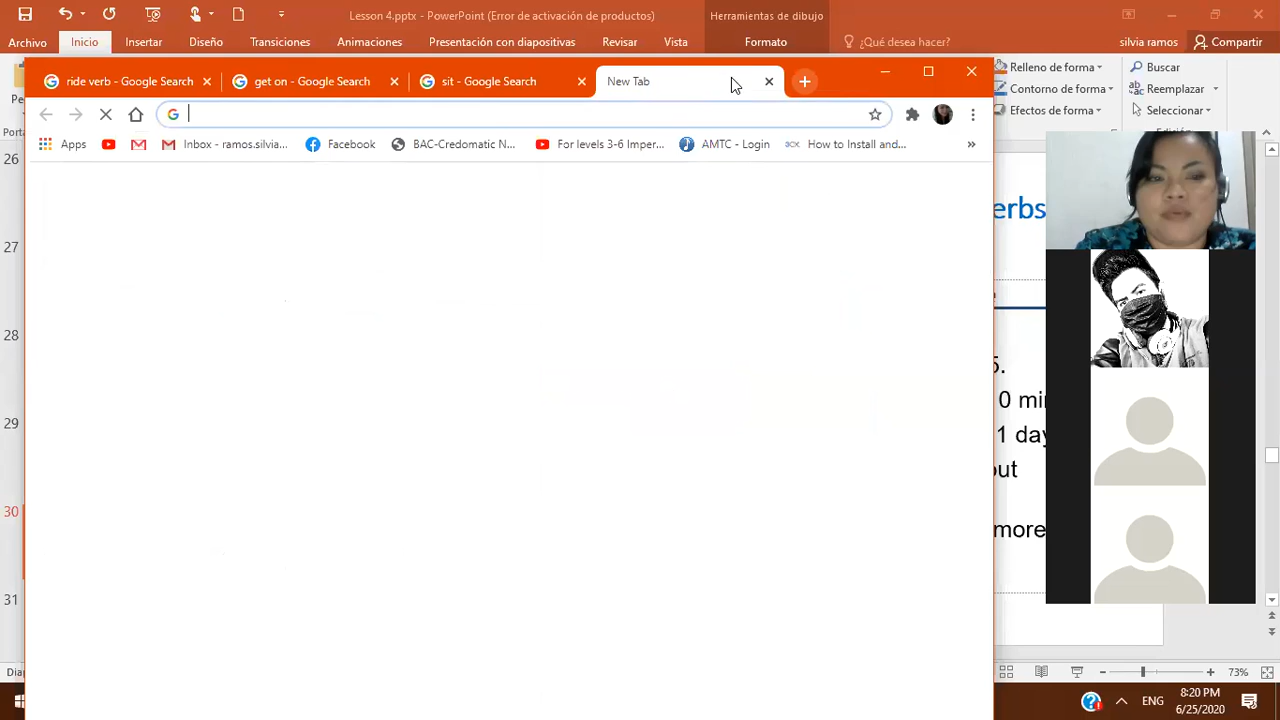 Lesson 4.pptx - PowerPoint (Error de activación de productos)
Herramientas de dibujo
Archivo Inicio Insertar Diseño Transiciones Animaciones Presentación con diapositivas Revisar Vista Formato ¿Qué desea hacer? silvia ramos Compartir
ride verb - Google Search get on - Google Search sit - Google Search New Tab
Relleno de forma Buscar
Contorno de forma Reemplazar
Efectos de forma Seleccionar
Apps Inbox - ramos.silvia... Facebook BAC-Credomatic N... For levels 3-6 Imper... AMTC - Login How to Install and... »
26
erbs
27
28
5.
0 min
29
1 day
out
30
more
31
73%
ENG 8:20 PM
6/25/2020